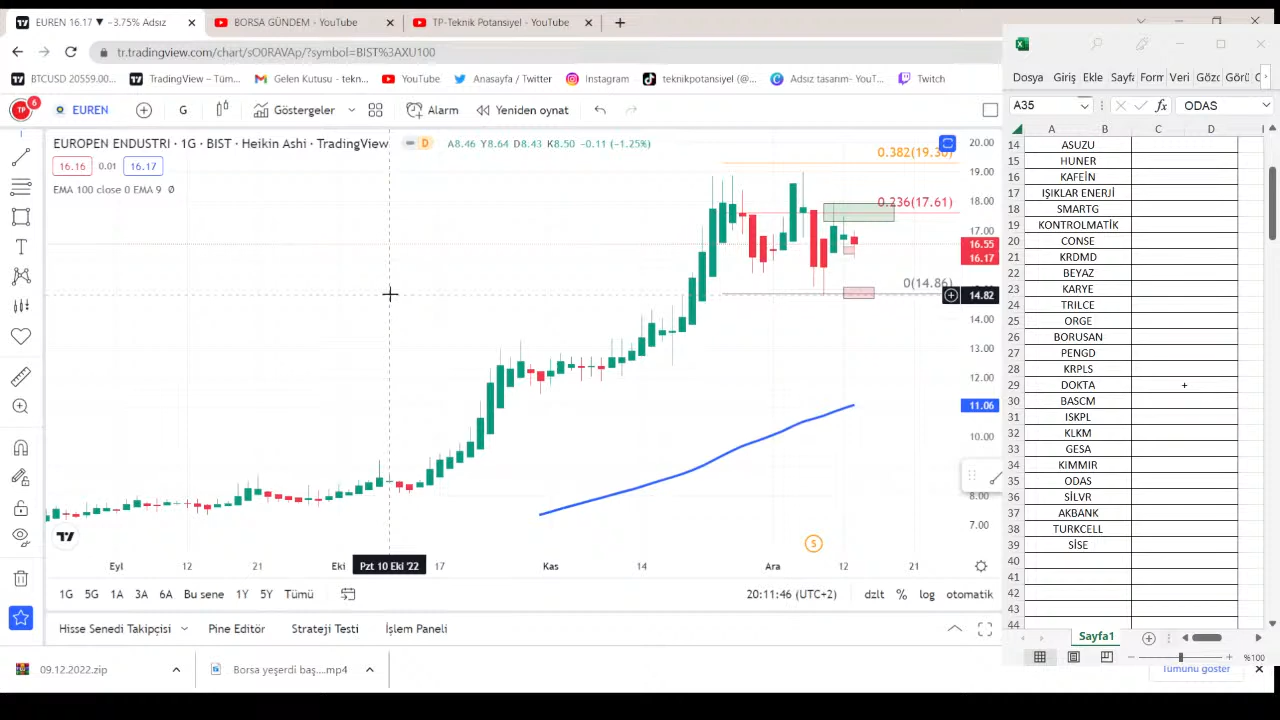 EUREN 16.17 ▼ −3.75% Adsız
BORSA GÜNDEM - YouTube
TP-Teknik Potansiyel - YouTube
tr.tradingview.com/chart/sO0RAVAp/?symbol=BIST%3AXU100
BTCUSD 20559.00...
TradingView – Tüm...
Gelen Kutusu - tekn...
YouTube
Anasayfa / Twitter
Instagram
teknikpotansiyel (@...
Adsız tasarım- YouT...
Twitch
TP 6
EUREN
G
Göstergeler
Alarm
Yeniden oynat
EUROPEN ENDUSTRI · 1G · BIST · Heikin Ashi · TradingView
D
A8.46 Y8.64 D8.43 K8.50 −0.11 (−1.25%)
16.16 0.01 16.17
EMA 100 close 0 EMA 9 Ø
0.236(17.61)
0(14.86)
20.00
19.00
18.00
17.00
16.55
16.17
14.82
14.00
13.00
12.00
11.06
10.00
8.00
7.00
S
Eylül
12
21
Eki
Pzt 10 Eki '22
17
Kas
14
Ara
12
21
1G 5G 1A 3A 6A Bu sene 1Y 5Y Tümü
20:11:46 (UTC+2)
dzlt % log otomatik
Hisse Senedi Takipçisi
Pine Editör
Strateji Testi
İşlem Paneli
09.12.2022.zip
Borsa yeşerdi baş....mp4
Tümünü göster
Dosya Giriş Ekle Sayfa Form Veri Gözc Görü
A35
fx
ODAS
A B C D
14 ASUZU
15 HUNER
16 KAFEİN
17 IŞIKLAR ENERJİ
18 SMARTG
19 KONTROLMATİK
20 CONSE
21 KRDMD
22 BEYAZ
23 KARYE
24 TRILCE
25 ORGE
26 BORUSAN
27 PENGD
28 KRPLS
29 DOKTA +
30 BASCM
31 ISKPL
32 KLKM
33 GESA
34 KIMMIR
35 ODAS
36 SİLVR
37 AKBANK
38 TURKCELL
39 SİSE
40
41
42
43
44
Sayfa1
%100